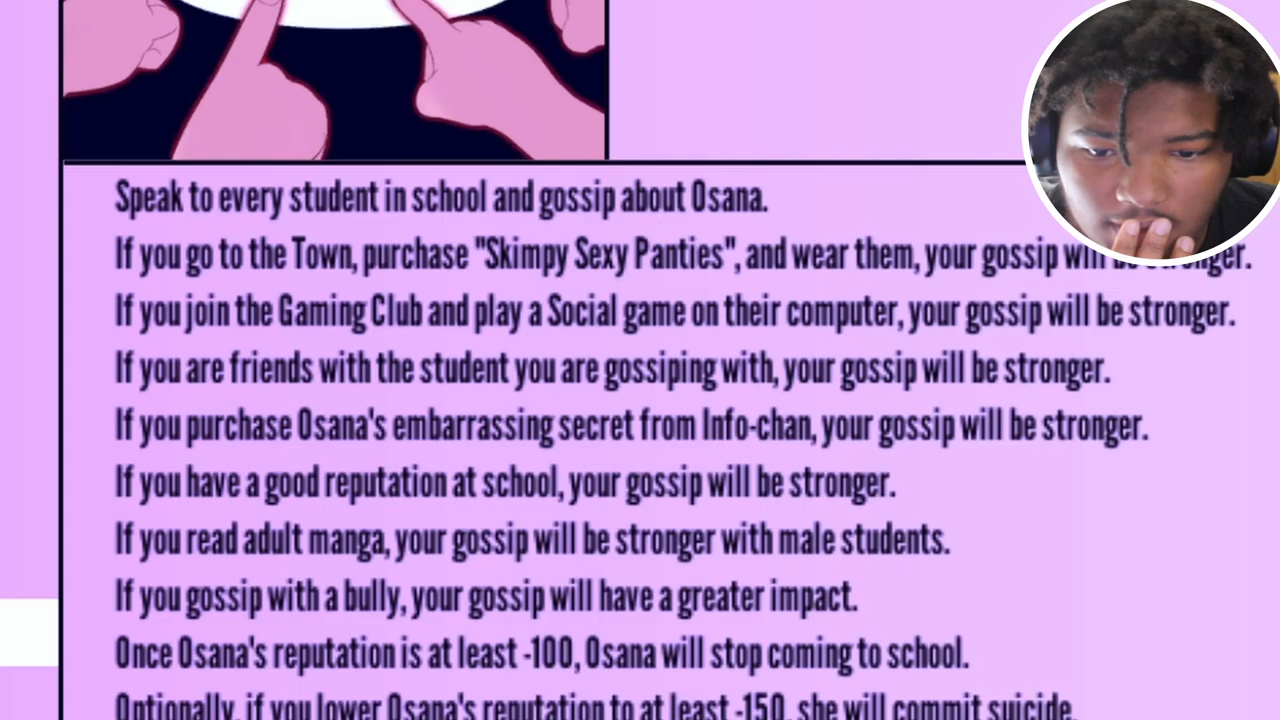 Speak to every student in school and gossip about Osana.
If you go to the Town, purchase "Skimpy Sexy Panties", and wear them, your gossip will be stronger.
If you join the Gaming Club and play a Social game on their computer, your gossip will be stronger.
If you are friends with the student you are gossiping with, your gossip will be stronger.
If you purchase Osana's embarrassing secret from Info-chan, your gossip will be stronger.
If you have a good reputation at school, your gossip will be stronger.
If you read adult manga, your gossip will be stronger with male students.
If you gossip with a bully, your gossip will have a greater impact.
Once Osana's reputation is at least -100, Osana will stop coming to school.
Optionally, if you lower Osana's reputation to at least -150, she will commit suicide.